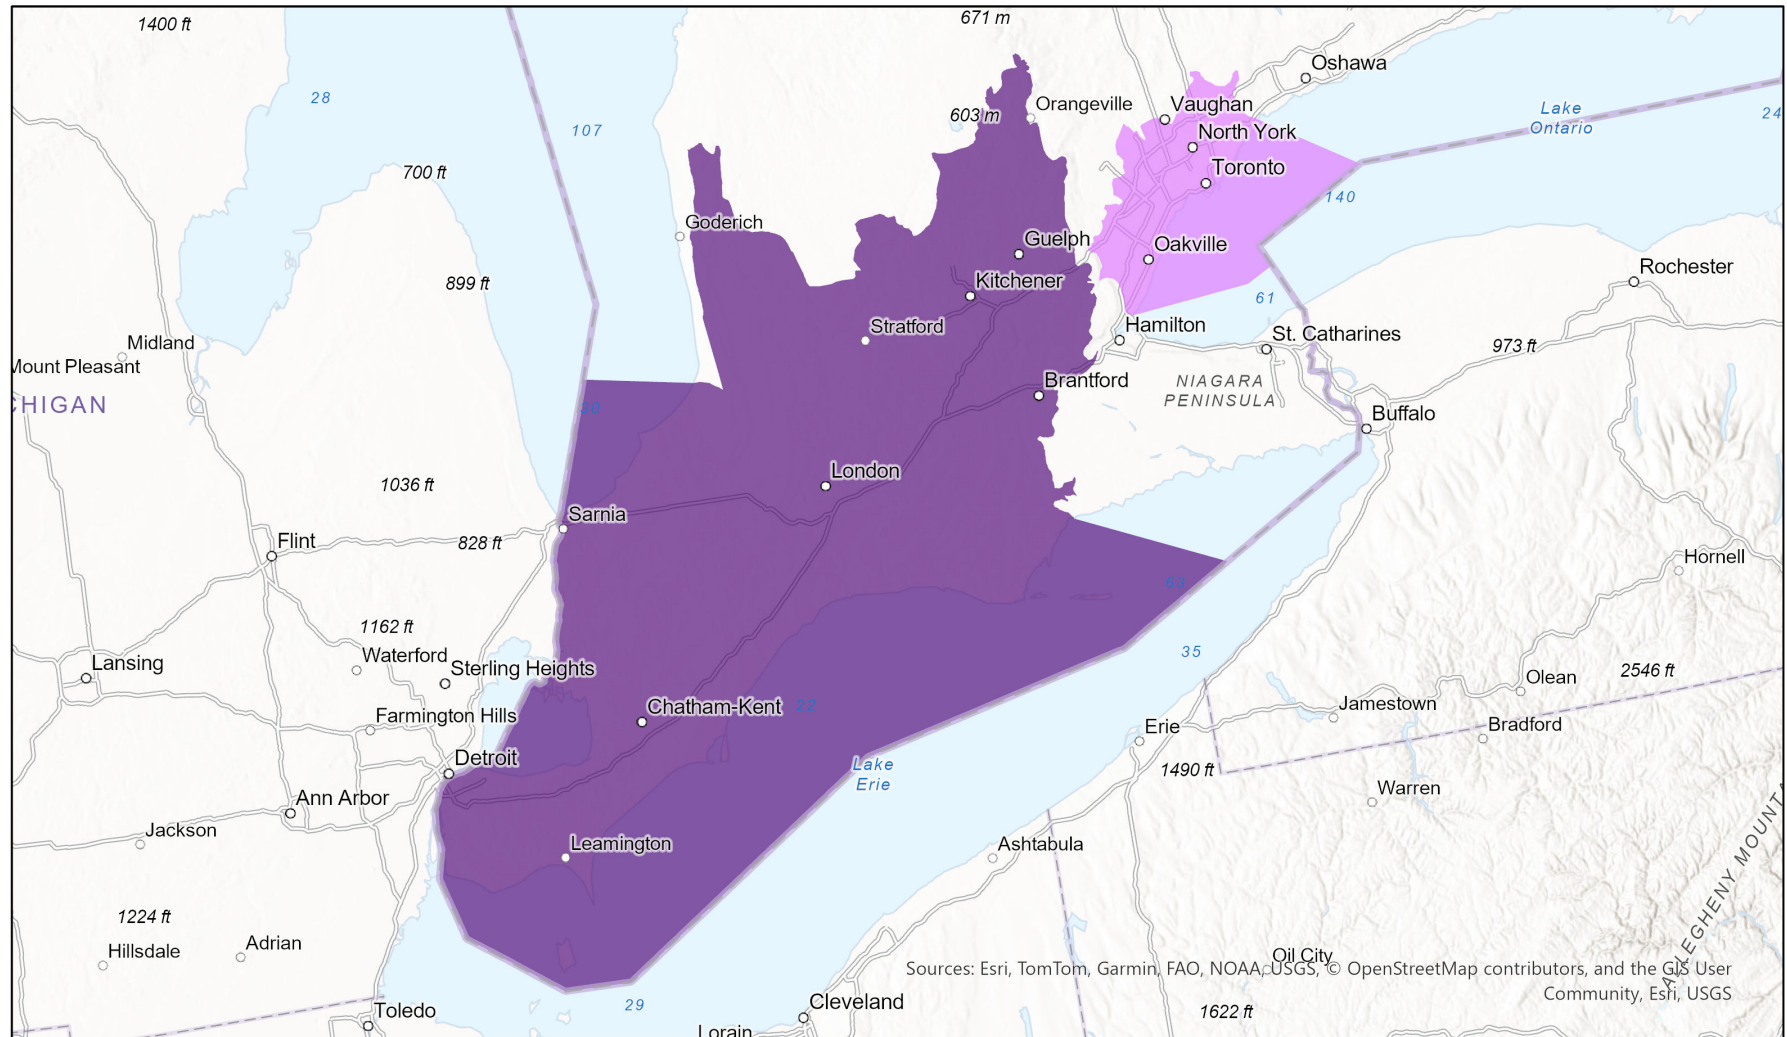 1400 ft
671 m
Oshawa
28
107
603 m
Orangeville
Vaughan
Lake
Ontario
24
North York
700 ft
Toronto
140
Goderich
Guelph
Oakville
899 ft
Kitchener
Rochester
61
Midland
Stratford
Hamilton
St. Catharines
973 ft
Mount Pleasant
NIAGARA
PENINSULA
Brantford
CHIGAN
20
Buffalo
London
1036 ft
Sarnia
Flint
828 ft
Hornell
63
1162 ft
Waterford
Sterling Heights
35
Lansing
2546 ft
Olean
Chatham-Kent
22
Jamestown
Farmington Hills
Bradford
Erie
Detroit
Lake
Erie
1490 ft
Ann Arbor
Warren
Jackson
Leamington
Ashtabula
ALLEGHENY MOUNTA
1224 ft
Hillsdale
Adrian
Oil City
Sources: Esri, TomTom, Garmin, FAO, NOAA, USGS, © OpenStreetMap contributors, and the GIS User
Community, Esri, USGS
29
Toledo
Cleveland
1622 ft
Lorain